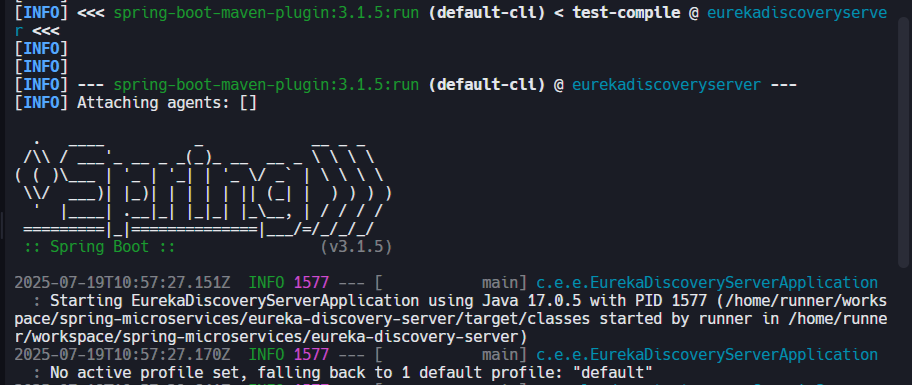 [INFO] <<< spring-boot-maven-plugin:3.1.5:run (default-cli) < test-compile @ eurekadiscoveryserve
r <<<
[INFO]
[INFO]
[INFO] --- spring-boot-maven-plugin:3.1.5:run (default-cli) @ eurekadiscoveryserver ---
[INFO] Attaching agents: []
  .   ____          _            __ _ _
 /\\ / ___'_ __ _ _(_)_ __  __ _ \ \ \ \
( ( )\___ | '_ | '_| | '_ \/ _` | \ \ \ \
 \\/  ___)| |_)| | | | | || (_| |  ) ) ) )
  '  |____| .__|_| |_|_| |_\__, | / / / /
 =========|_|==============|___/=/_/_/_/
 :: Spring Boot ::                (v3.1.5)
2025-07-19T10:57:27.151Z  INFO 1577 --- [           main] c.e.e.EurekaDiscoveryServerApplication
  : Starting EurekaDiscoveryServerApplication using Java 17.0.5 with PID 1577 (/home/runner/works
pace/spring-microservices/eureka-discovery-server/target/classes started by runner in /home/runne
r/workspace/spring-microservices/eureka-discovery-server)
2025-07-19T10:57:27.170Z  INFO 1577 --- [           main] c.e.e.EurekaDiscoveryServerApplication
  : No active profile set, falling back to 1 default profile: "default"